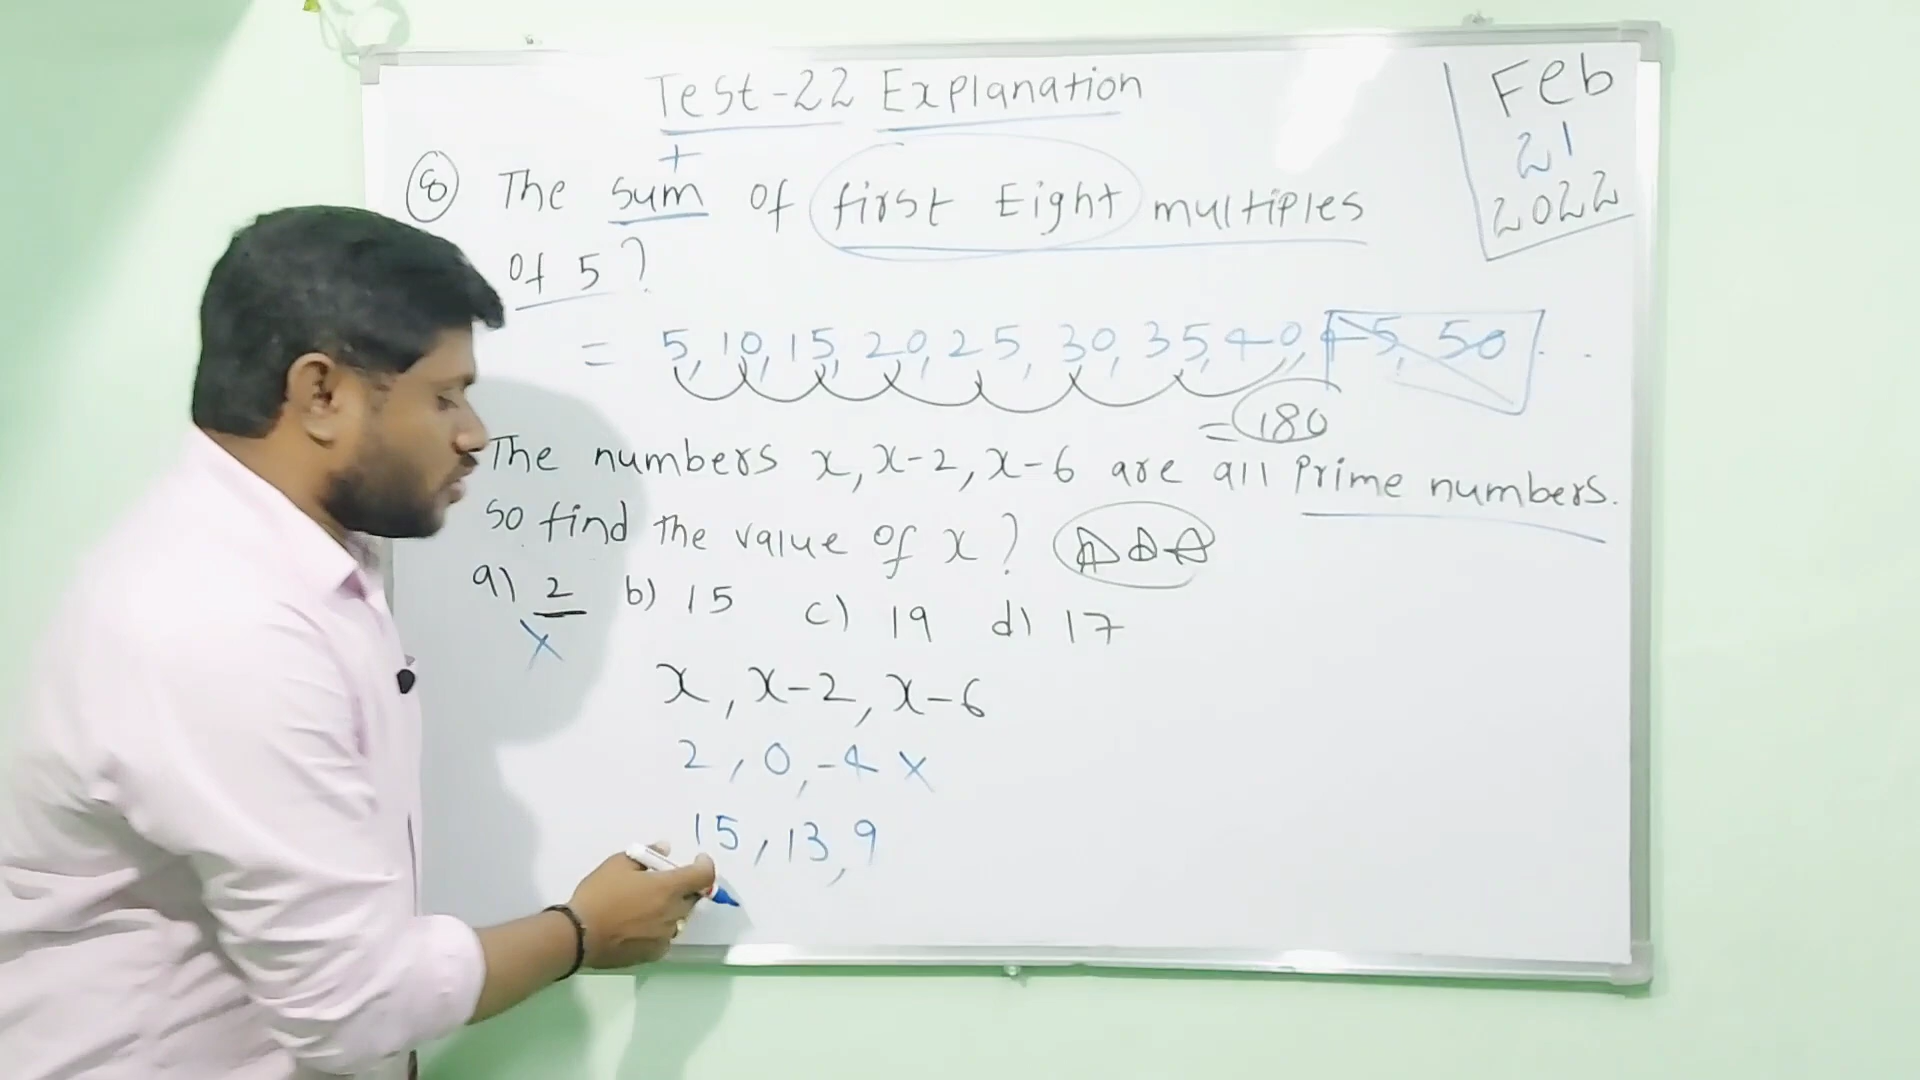 Test-22 Explanation
Feb
21
2022
+
8 The sum of first Eight multiples
of 5?
= 5, 10, 15, 20, 25, 30, 35, 40, 45, 50 . .
= 180
The numbers x, x-2, x-6 are all Prime numbers.
so find the value of x?
a) 2 b) 15 c) 19 d) 17
X
x, x-2, x-6
2, 0, -4 X
15, 13, 9